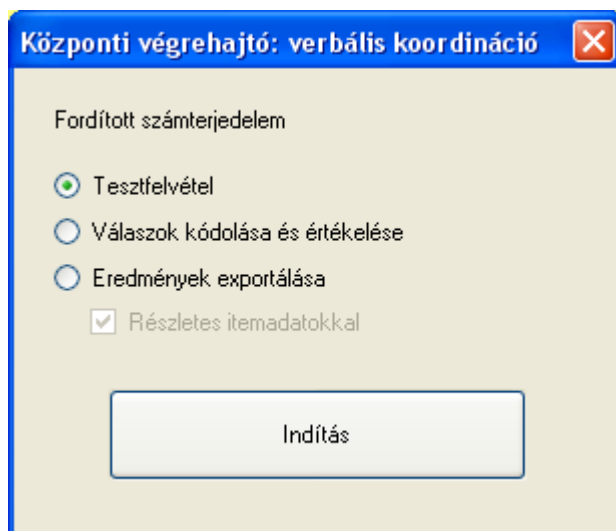 Központi végrehajtó: verbális koordináció
Fordított számterjedelem
Tesztfelvétel
Válaszok kódolása és értékelése
Eredmények exportálása
Részletes itemadatokkal
Indítás